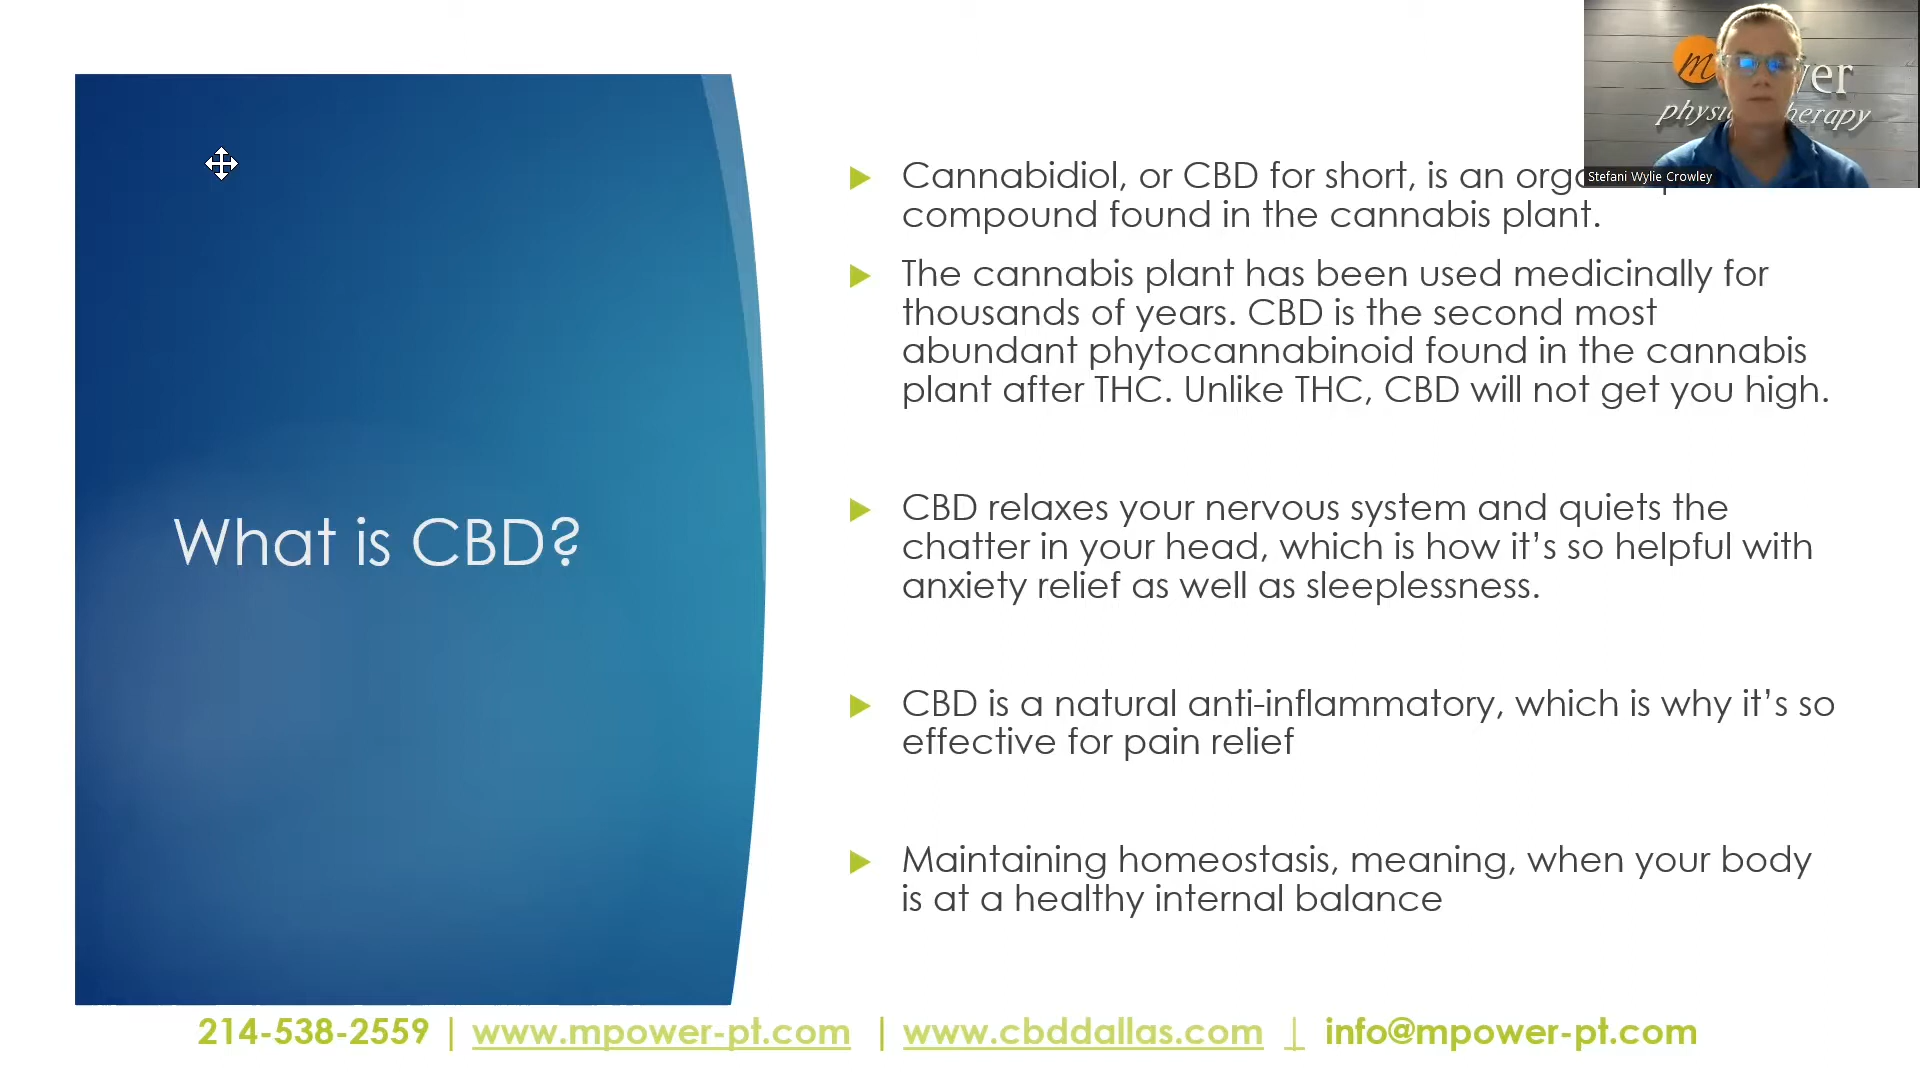 Cannabidiol, or CBD for short, is an
compound found in the cannabis plant.
The cannabis plant has been used medicinally for
thousands of years. CBD is the second most
abundant phytocannabinoid found in the cannabis
plant after THC. Unlike THC, CBD will not get you high.
CBD relaxes your nervous system and quiets the
chatter in your head, which is how it’s so helpful with
anxiety relief as well as sleeplessness.
CBD is a natural anti-inflammatory, which is why it’s so
effective for pain relief
Maintaining homeostasis, meaning, when your body
is at a healthy internal balance
What is CBD?
Stefani Wylie Crowley
214-538-2559 | www.mpower-pt.com | www.cbddallas.com | info@mpower-pt.com